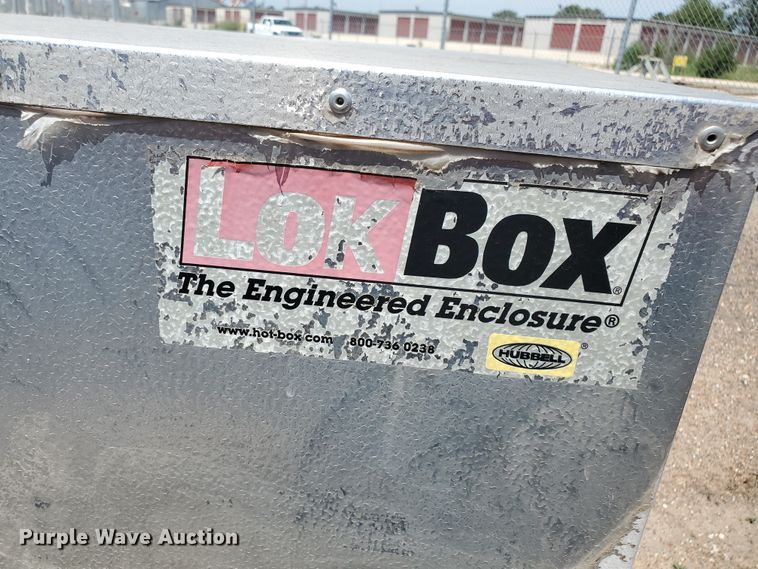 LokBox®
The Engineered Enclosure®
www.hot-box.com 800-736 0238
HUBBELL®
Purple Wave Auction